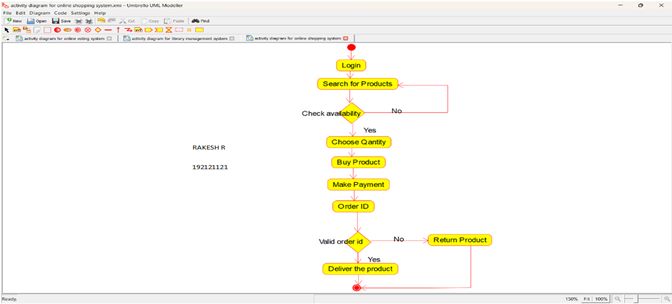 activity diagram for online shopping system.xmi - Umbrello UML Modeller
File Edit Diagram Code Settings Help
New Open Save Undo Redo Cut Copy Paste Find
activity diagram for online voting system activity diagram for library management system activity diagram for online shopping system
Login
Search for Products
Check availability
No
Yes
Choose Qantity
RAKESH R
Buy Product
192121121
Make Payment
Order ID
Valid order id
No
Return Product
Yes
Deliver the product
Ready.
150% Fit 100%